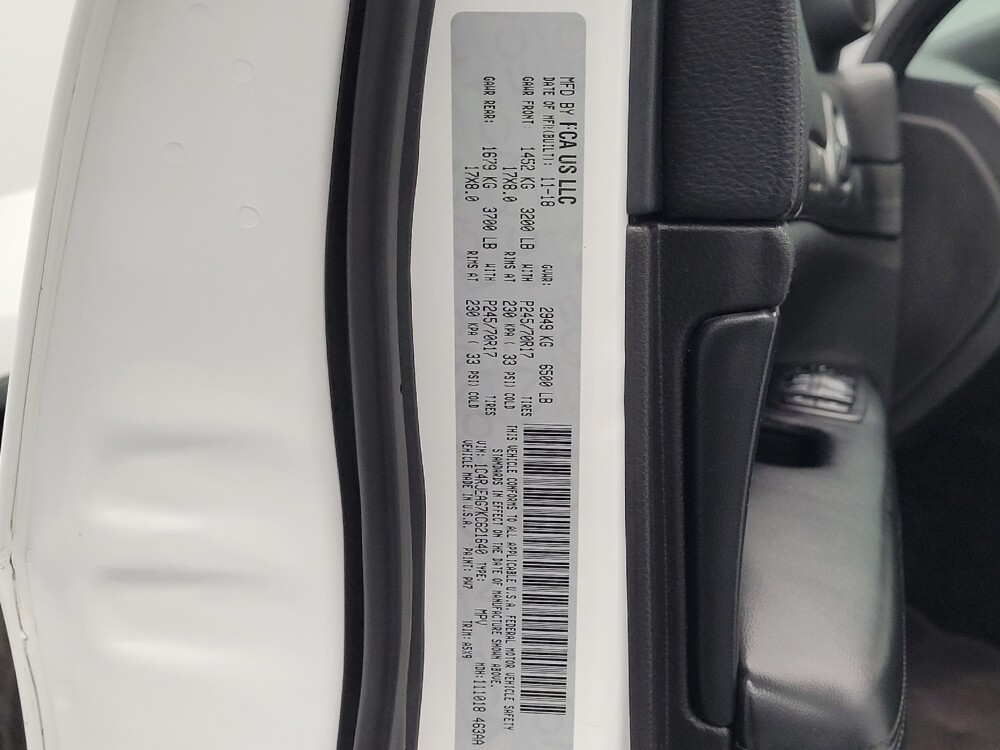 MFD BY FCA US LLC
DATE OF MFR(BUILT): 11-18 GVWR: 2949 KG 6500 LB
GAWR FRONT: 1452 KG 3200 LB WITH P245/70R17 TIRES
17X8.0 RIMS AT 230 KPA ( 33 PSI) COLD
GAWR REAR: 1679 KG 3700 LB WITH P245/70R17 TIRES
17X8.0 RIMS AT 230 KPA ( 33 PSI) COLD
THIS VEHICLE CONFORMS TO ALL APPLICABLE U.S.A. FEDERAL MOTOR VEHICLE SAFETY
STANDARDS IN EFFECT ON THE DATE OF MANUFACTURE SHOWN ABOVE.
VIN: 1C4RJEAG7KC621640 TYPE: MPV MDH:111018 463AA
VEHICLE MADE IN U.S.A. PAINT: PW7 TRIM: A5X9